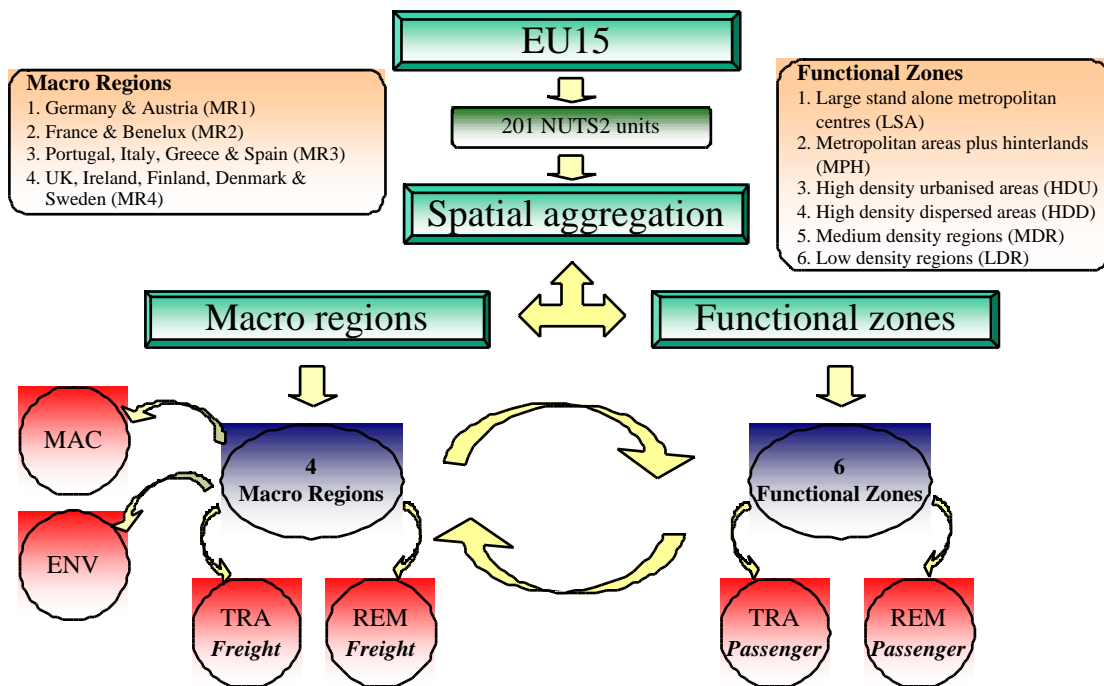 EU15
Macro Regions
1. Germany & Austria (MR1)
2. France & Benelux (MR2)
3. Portugal, Italy, Greece & Spain (MR3)
4. UK, Ireland, Finland, Denmark &
Sweden (MR4)
201 NUTS2 units
Functional Zones
1. Large stand alone metropolitan
centres (LSA)
2. Metropolitan areas plus hinterlands
(MPH)
3. High density urbanised areas (HDU)
4. High density dispersed areas (HDD)
5. Medium density regions (MDR)
6. Low density regions (LDR)
Spatial aggregation
Macro regions
Functional zones
MAC
4
Macro Regions
6
Functional Zones
ENV
TRA
Freight
REM
Freight
TRA
Passenger
REM
Passenger